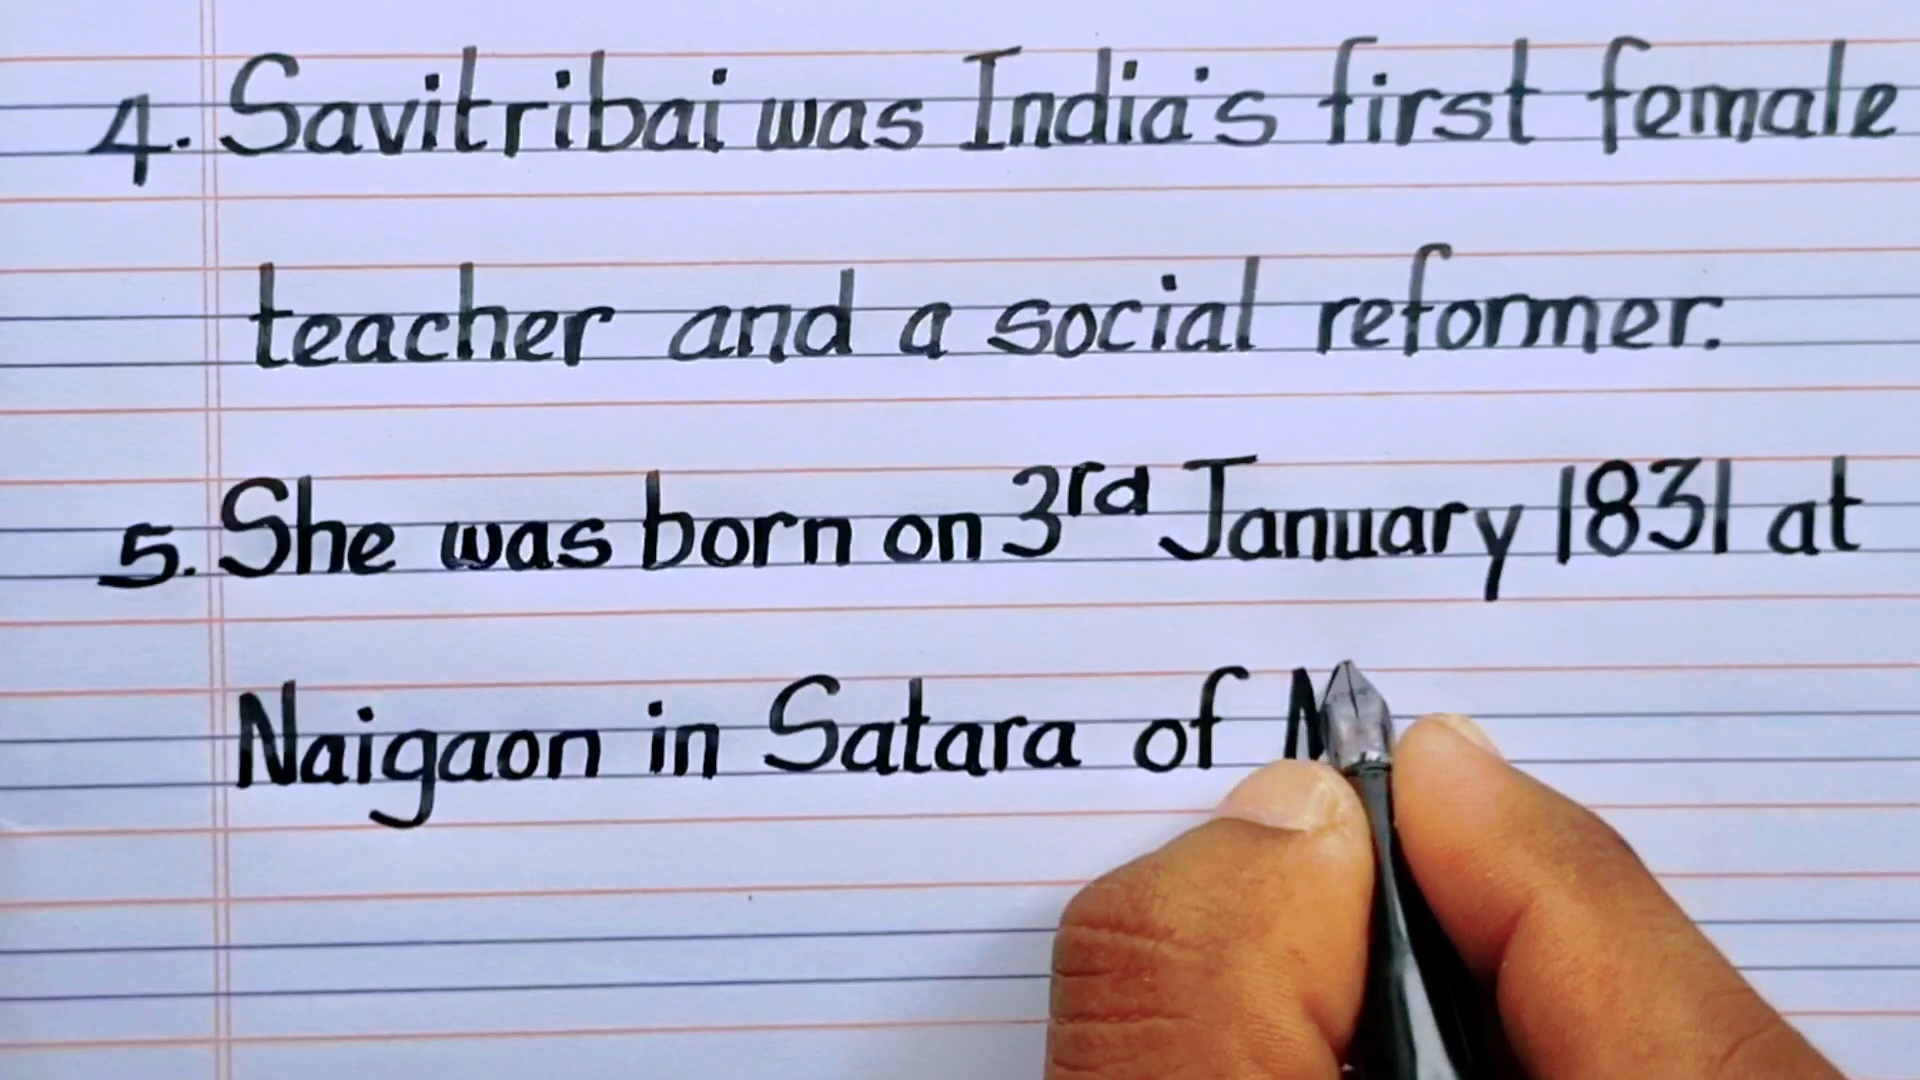 4. Savitribai was India's first female
teacher and a social reformer.
5. She was born on 3rd January 1831 at
Naigaon in Satara of